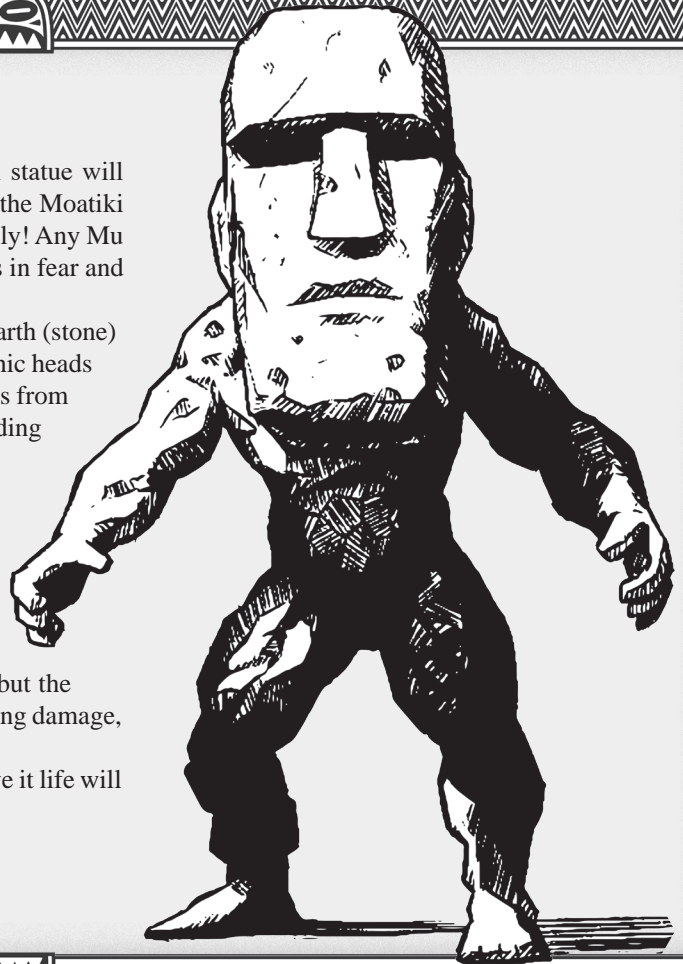 statue will
the Moatiki
ly! Any Mu
s in fear and
arth (stone)
nic heads
s from
ding
but the
ng damage,
e it life will